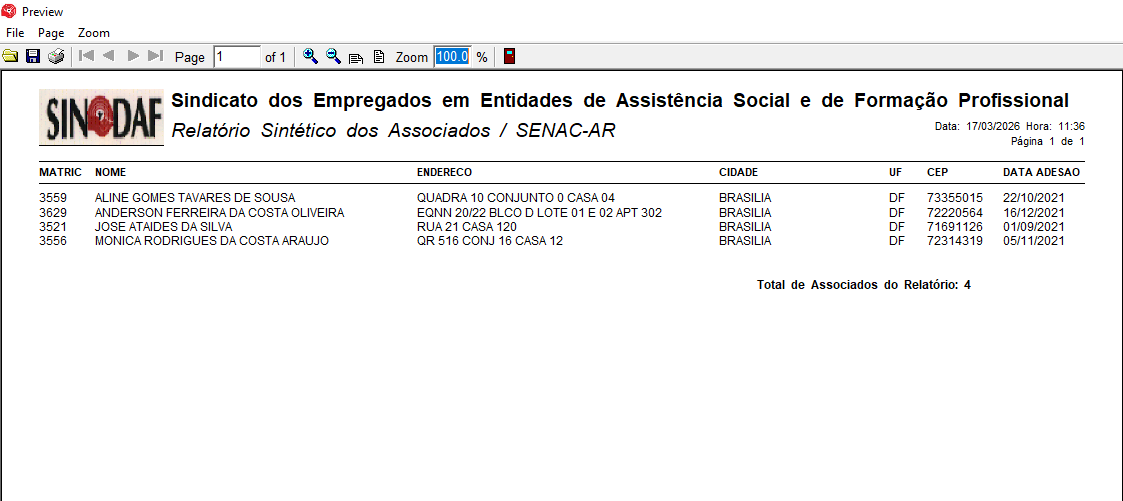 Preview
File Page Zoom
Page 1 of 1 Zoom 100.0 %
SINODAF
Sindicato dos Empregados em Entidades de Assistência Social e de Formação Profissional
Relatório Sintético dos Associados / SENAC-AR
Data: 17/03/2026 Hora: 11:36
Página 1 de 1
MATRIC NOME ENDERECO CIDADE UF CEP DATA ADESAO
3559 ALINE GOMES TAVARES DE SOUSA QUADRA 10 CONJUNTO 0 CASA 04 BRASILIA DF 73355015 22/10/2021
3629 ANDERSON FERREIRA DA COSTA OLIVEIRA EQNN 20/22 BLCO D LOTE 01 E 02 APT 302 BRASILIA DF 72220564 16/12/2021
3521 JOSE ATAIDES DA SILVA RUA 21 CASA 120 BRASILIA DF 71691126 01/09/2021
3556 MONICA RODRIGUES DA COSTA ARAUJO QR 516 CONJ 16 CASA 12 BRASILIA DF 72314319 05/11/2021
Total de Associados do Relatório: 4